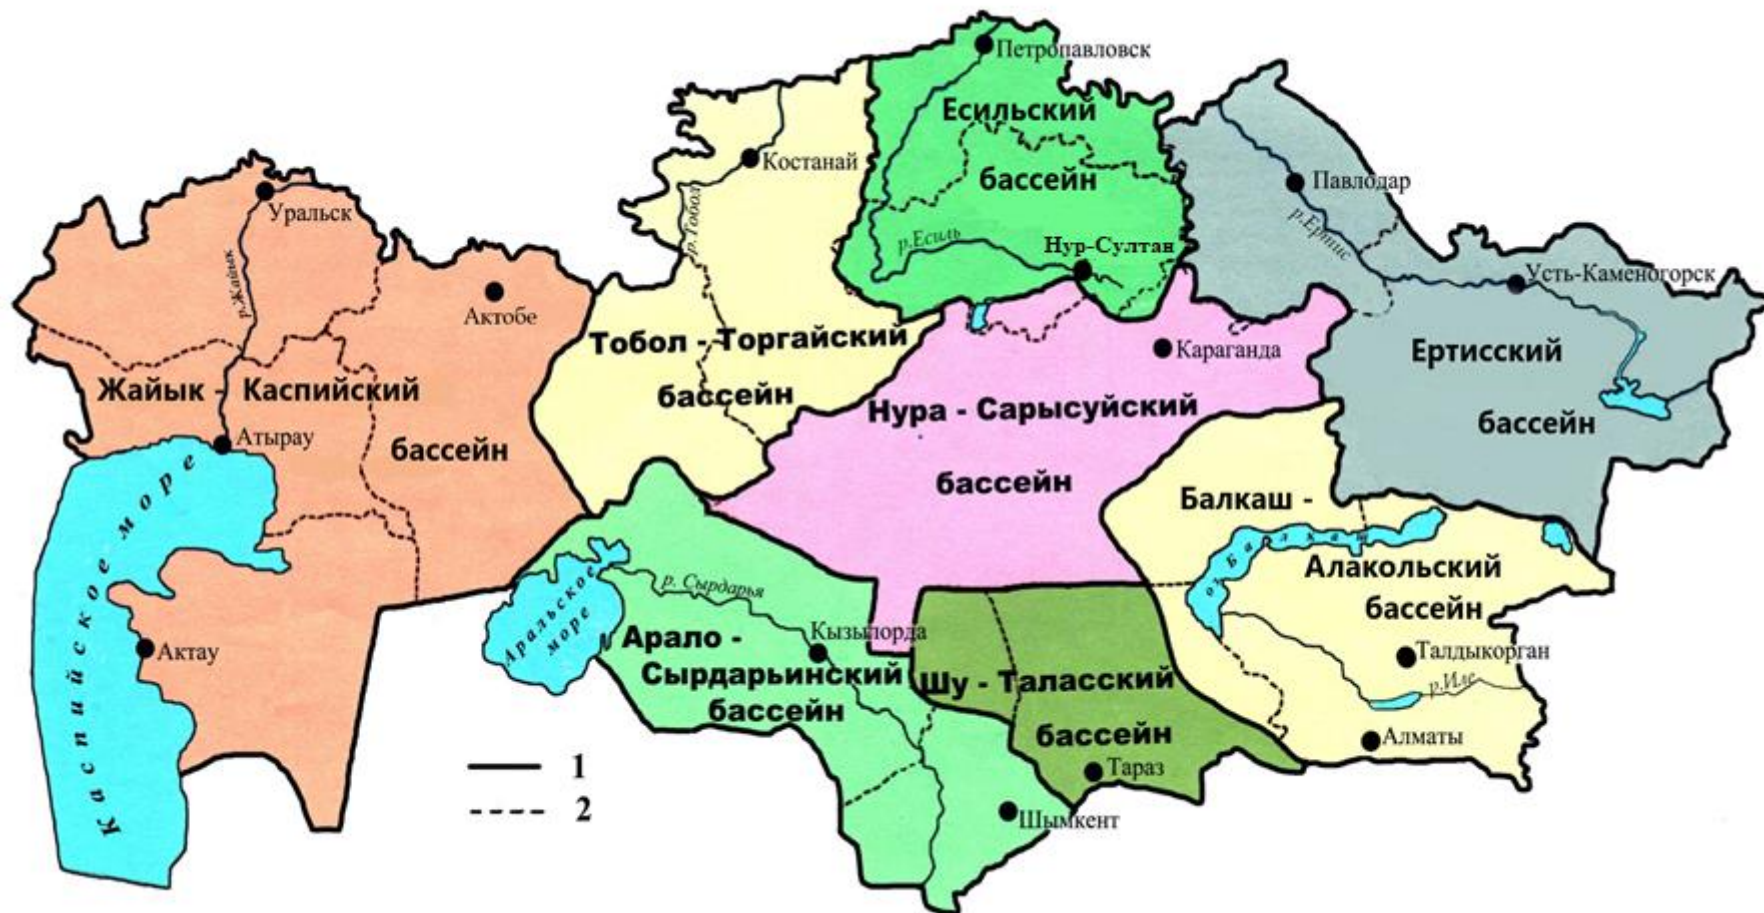 Петропавловск
Есильский
бассейн
Костанай
Павлодар
р.Тобол
р.Ертис
Уральск
р.Есиль
Нур-Султан
р.Жайык
Усть-Каменогорск
Актобе
Тобол - Торгайский
бассейн
Караганда
Ертисский
бассейн
Жайык - Каспийский
бассейн
Нура - Сарысуйский
бассейн
Атырау
Каспийское море
Балкаш -
Алакольский
бассейн
оз. Балкаш
Аральское
море
р. Сырдарья
Кызылорда
Арало -
Сырдарьинский
бассейн
Шу - Таласский
бассейн
Талдыкорган
р.Иле
Актау
Алматы
Тараз
Шымкент
1
2